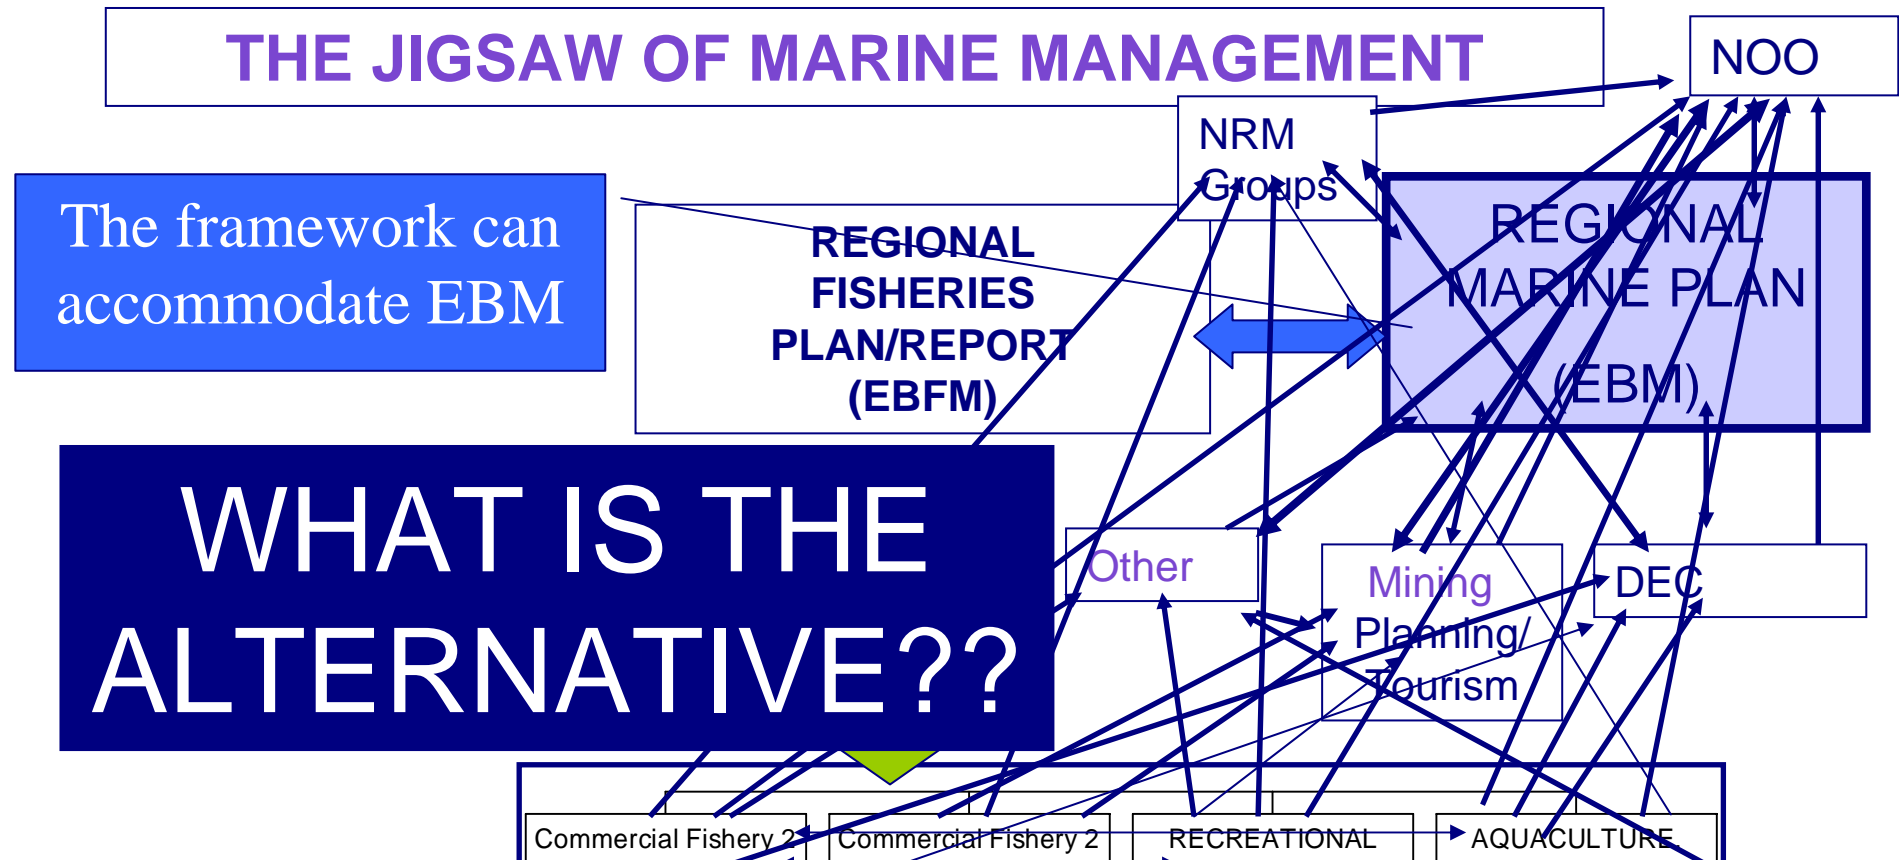 THE JIGSAW OF MARINE MANAGEMENT
NOO
NRM
Groups
The framework can
accommodate EBM
REGIONAL
FISHERIES
PLAN/REPORT
(EBFM)
REGIONAL
MARINE PLAN
(EBM)
WHAT IS THE
ALTERNATIVE??
Other
Mining
Planning/
Tourism
DEC
Commercial Fishery 2
Commercial Fishery 2
RECREATIONAL
AQUACULTURE.